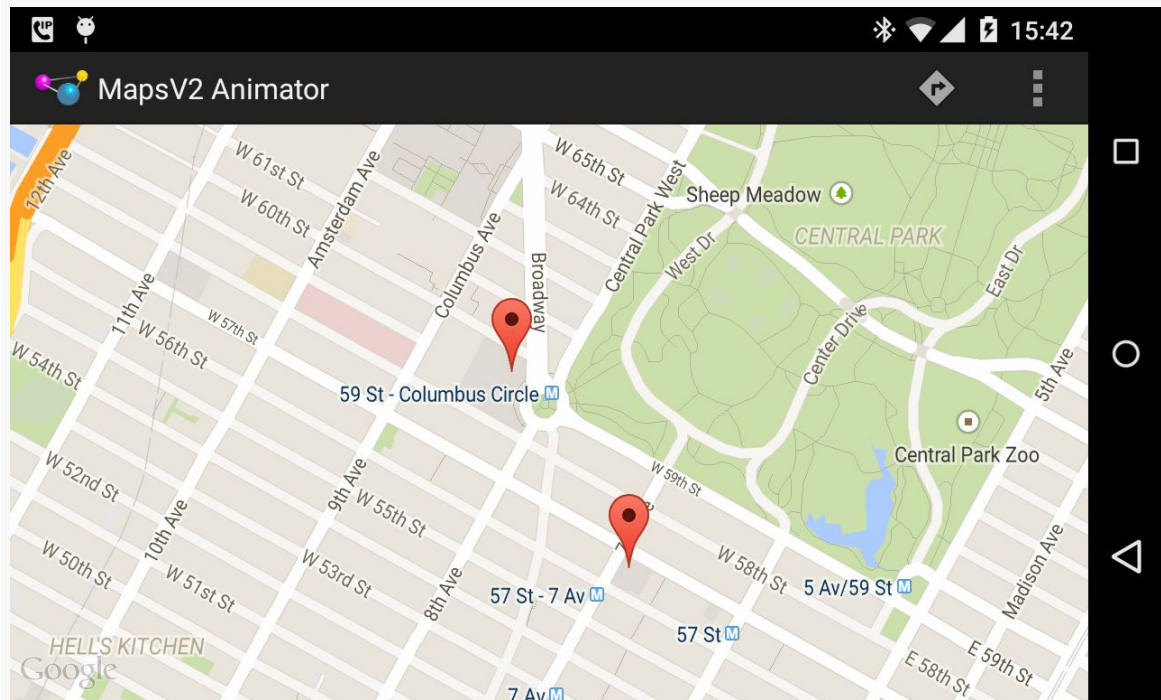 15:42
MapsV2 Animator
12th Ave
W 61st St
W 60th St
Amsterdam Ave
Columbus Ave
Broadway
W 65th St
W 64th St
Central Park West
Sheep Meadow
CENTRAL PARK
West Dr
East Dr
Center Drive
11th Ave
W 57th St
W 56th St
W 54th St
59 St - Columbus Circle M
5th Ave
Central Park Zoo
W 52nd St
10th Ave
9th Ave
W 55th St
W 59th St
W 50th St
W 51st St
W 53rd St
8th Ave
57 St - 7 Av M
W 58th St
5 Av/59 St M
Madison Ave
57 St M
HELL'S KITCHEN
Google
E 58th St
E 59th St
7 Av M